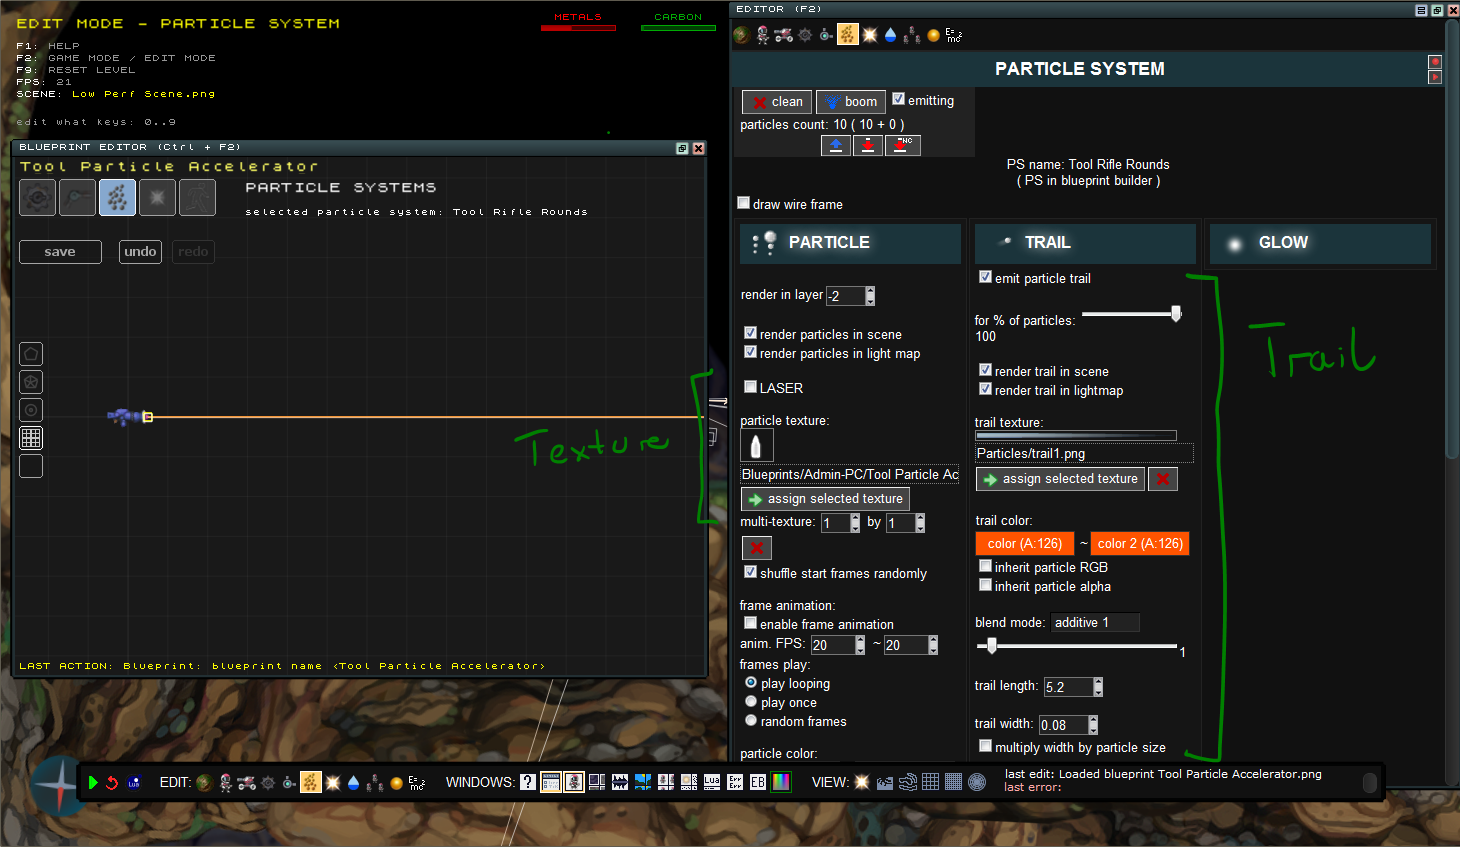 EDIT MODE - PARTICLE SYSTEM
F1: HELP
F2: GAME MODE / EDIT MODE
F9: RESET LEVEL
FPS: 21
SCENE: Low Perf Scene.png
edit what keys: 0..9
METALS
CARBON
BLUEPRINT EDITOR (Ctrl + F2)
Tool Particle Accelerator
PARTICLE SYSTEMS
selected particle system: Tool Rifle Rounds
save undo redo
Texture
LAST ACTION: Blueprint: blueprint name <Tool Particle Accelerator>
EDITOR (F2)
E=mc²
PARTICLE SYSTEM
clean boom emitting
particles count: 10 ( 10 + 0 )
NC
PS name: Tool Rifle Rounds
( PS in blueprint builder )
draw wire frame
PARTICLE
render in layer -2
render particles in scene
render particles in light map
LASER
particle texture:
Blueprints/Admin-PC/Tool Particle Ac
assign selected texture
multi-texture: 1 by 1
shuffle start frames randomly
frame animation:
enable frame animation
anim. FPS: 20 ~ 20
frames play:
play looping
play once
random frames
particle color:
TRAIL
emit particle trail
for % of particles:
100
render trail in scene
render trail in lightmap
trail texture:
Particles/trail1.png
assign selected texture
trail color:
color (A:126) ~ color 2 (A:126)
inherit particle RGB
inherit particle alpha
blend mode: additive 1
1
trail length: 5.2
trail width: 0.08
multiply width by particle size
GLOW
Trail
EDIT: E=mc² WINDOWS: ? Lua Err EB VIEW:
last edit: Loaded blueprint Tool Particle Accelerator.png
last error: